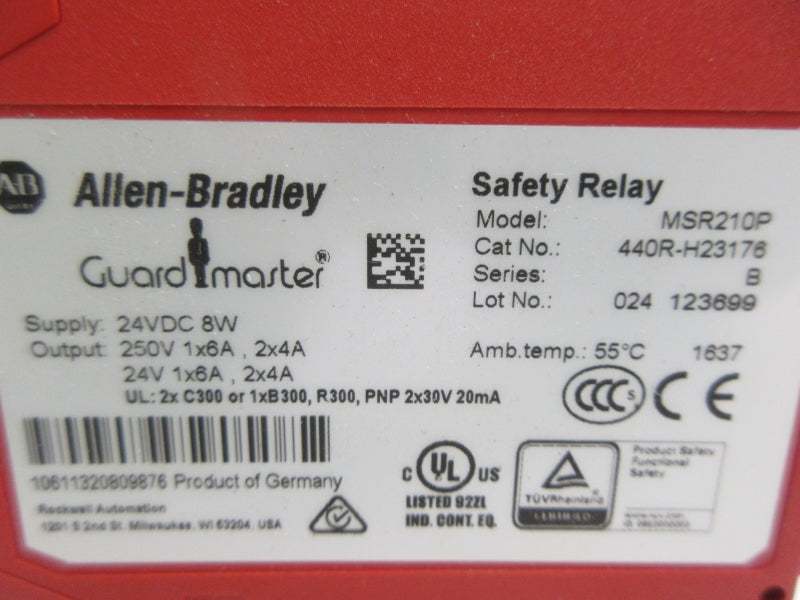 AB
Allen-Bradley
Guardmaster®
Safety Relay
Model: MSR210P
Cat No.: 440R-H23176
Series: B
Lot No.: 024 123699
Supply: 24VDC 8W
Output: 250V 1x6A , 2x4A
24V 1x6A , 2x4A
UL: 2x C300 or 1xB300, R300, PNP 2x30V 20mA
Amb.temp.: 55°C 1637
CCC S
CE
10611320809876 Product of Germany
Rockwell Automation
1201 S 2nd St. Milwaukee, WI 53204, USA
C UL US
LISTED 92ZL
IND. CONT. EQ.
TÜVRheinland®
CERTIFIED
Product Safety
Functional
Safety